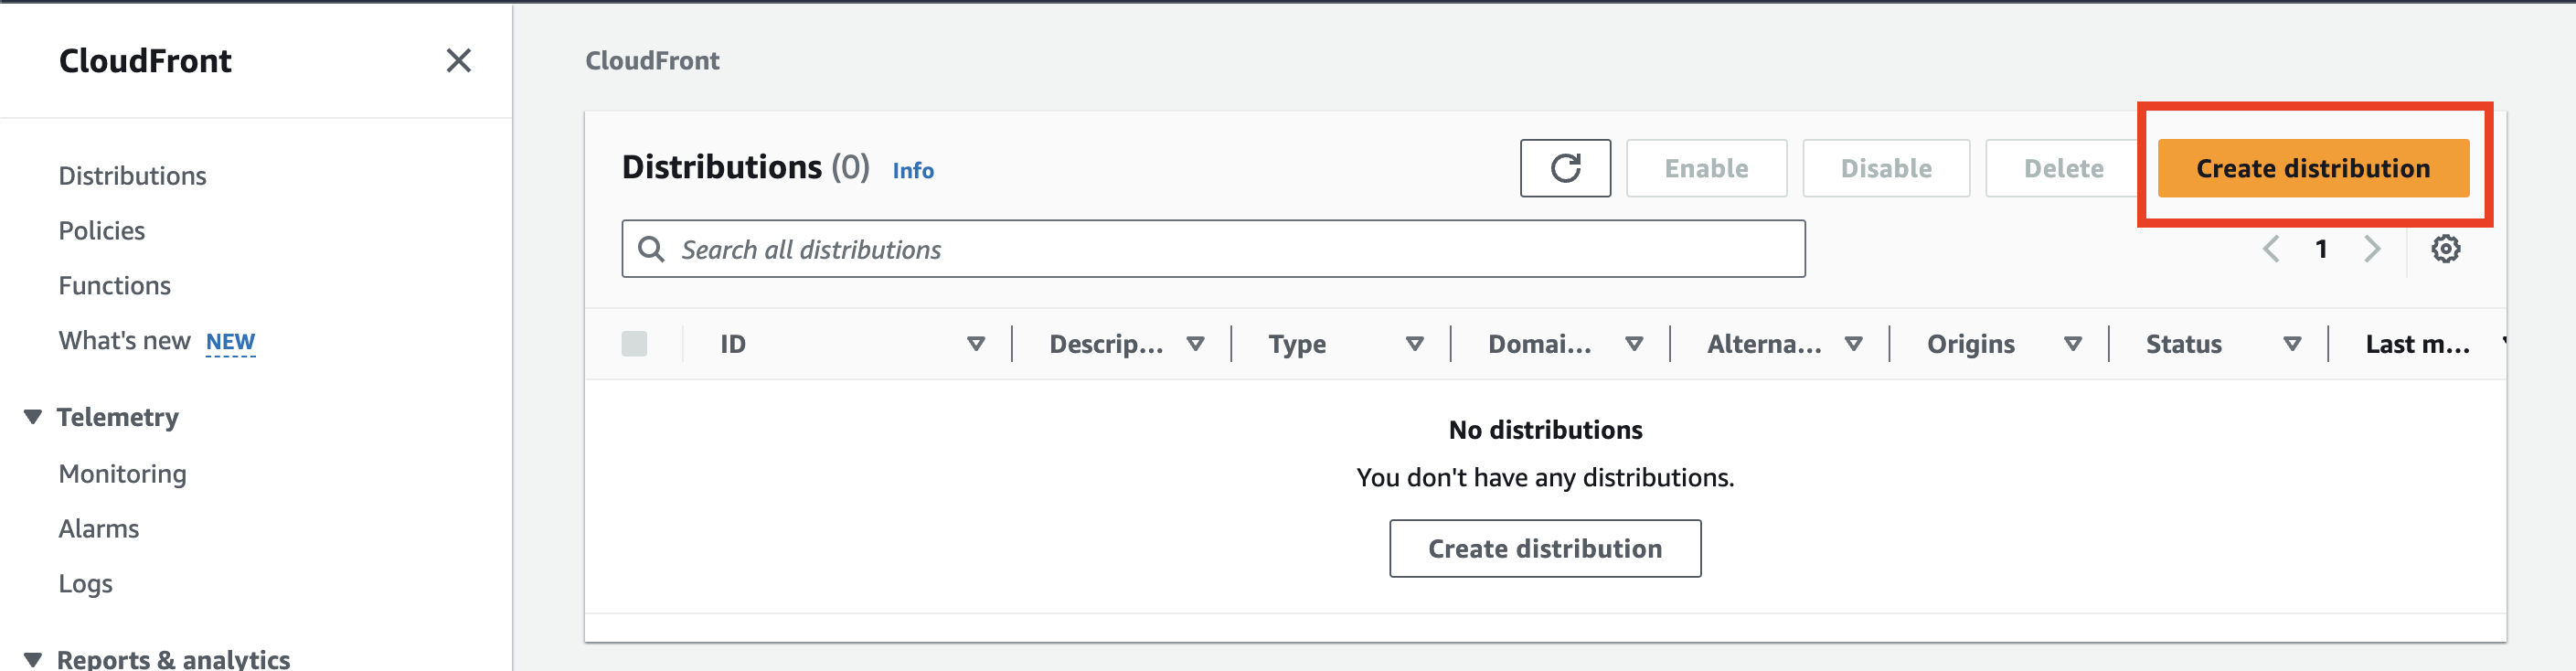 CloudFront
Distributions
Policies
Functions
What's new NEW
Telemetry
Monitoring
Alarms
Logs
Reports & analytics
CloudFront
Distributions (0) Info
Enable Disable Delete Create distribution
Search all distributions
1
ID Descrip... Type Domai... Alterna... Origins Status Last m...
No distributions
You don't have any distributions.
Create distribution